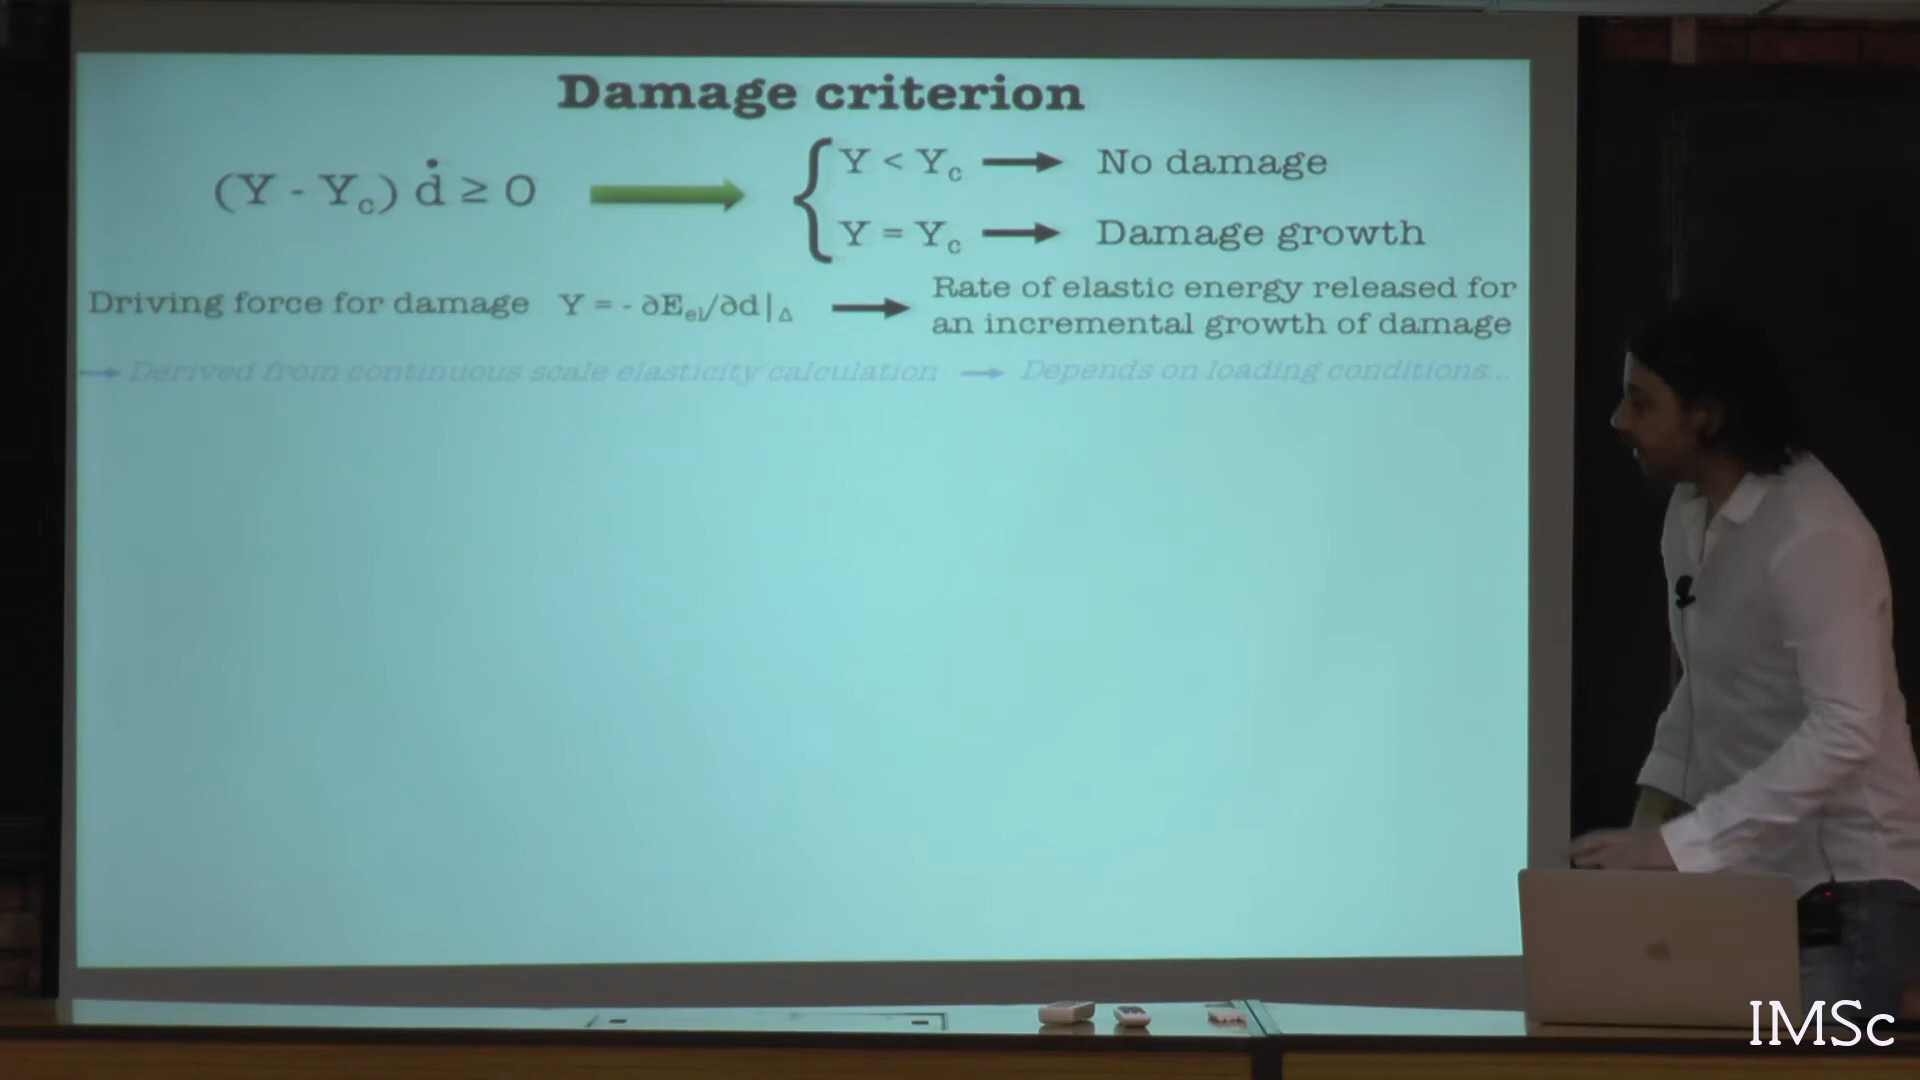 Damage criterion
(Y - Y_c) ḋ ≥ 0
Y < Y_c → No damage
Y = Y_c → Damage growth
Driving force for damage Y = - ∂E_el/∂d|_Δ → Rate of elastic energy released for
an incremental growth of damage
→ Derived from continuous scale elasticity calculation → Depends on loading conditions...
IMSc